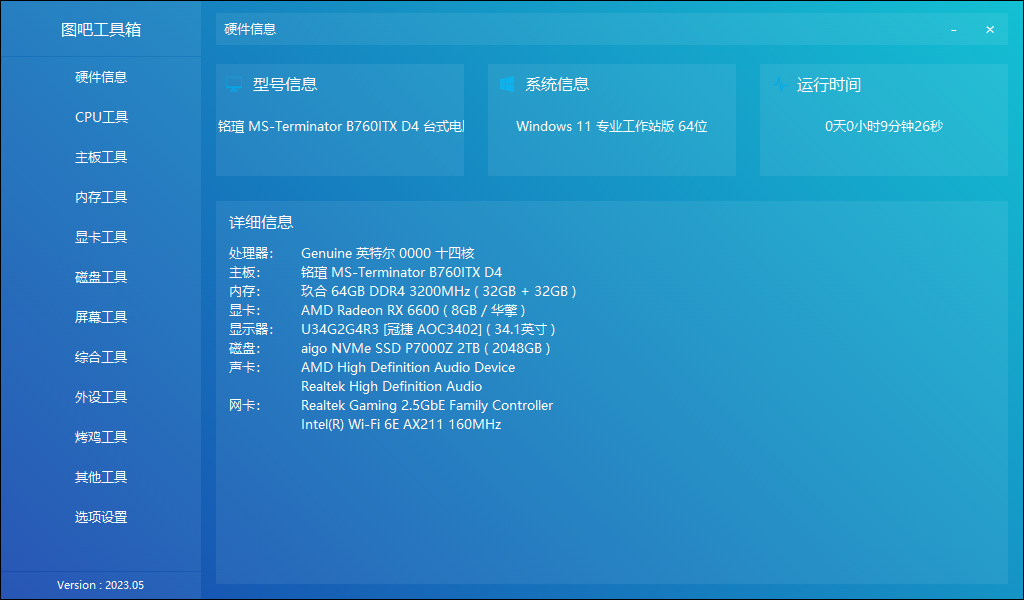 图吧工具箱
硬件信息
CPU工具
主板工具
内存工具
显卡工具
磁盘工具
屏幕工具
综合工具
外设工具
烤鸡工具
其他工具
选项设置
Version : 2023.05
硬件信息
型号信息
铭瑄 MS-Terminator B760ITX D4 台式电
系统信息
Windows 11 专业工作站版 64位
运行时间
0天0小时9分钟26秒
详细信息
处理器: Genuine 英特尔 0000 十四核
主板: 铭瑄 MS-Terminator B760ITX D4
内存: 玖合 64GB DDR4 3200MHz ( 32GB + 32GB )
显卡: AMD Radeon RX 6600 ( 8GB / 华擎 )
显示器: U34G2G4R3 [冠捷 AOC3402] ( 34.1英寸 )
磁盘: aigo NVMe SSD P7000Z 2TB ( 2048GB )
声卡: AMD High Definition Audio Device
Realtek High Definition Audio
网卡: Realtek Gaming 2.5GbE Family Controller
Intel(R) Wi-Fi 6E AX211 160MHz